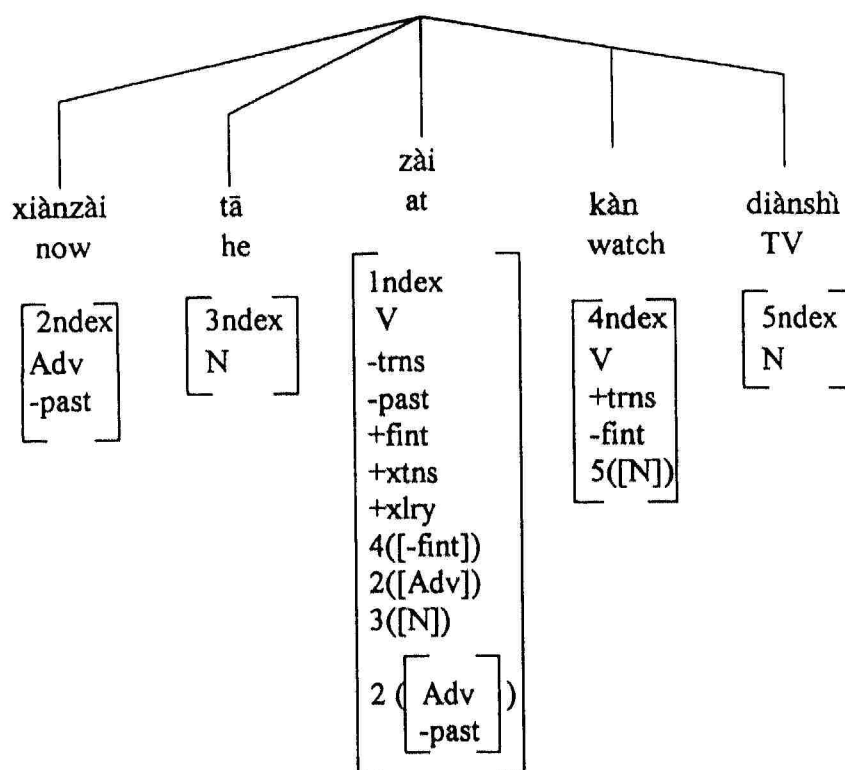 zài
at
xiànzài
now
tā
he
kàn
watch
diànshì
TV
2ndex
Adv
-past
3ndex
N
1ndex
V
-trns
-past
+fint
+xtns
+xlry
4([-fint])
2([Adv])
3([N])
2 ( [ Adv
-past ] )
4ndex
V
+trns
-fint
5([N])
5ndex
N